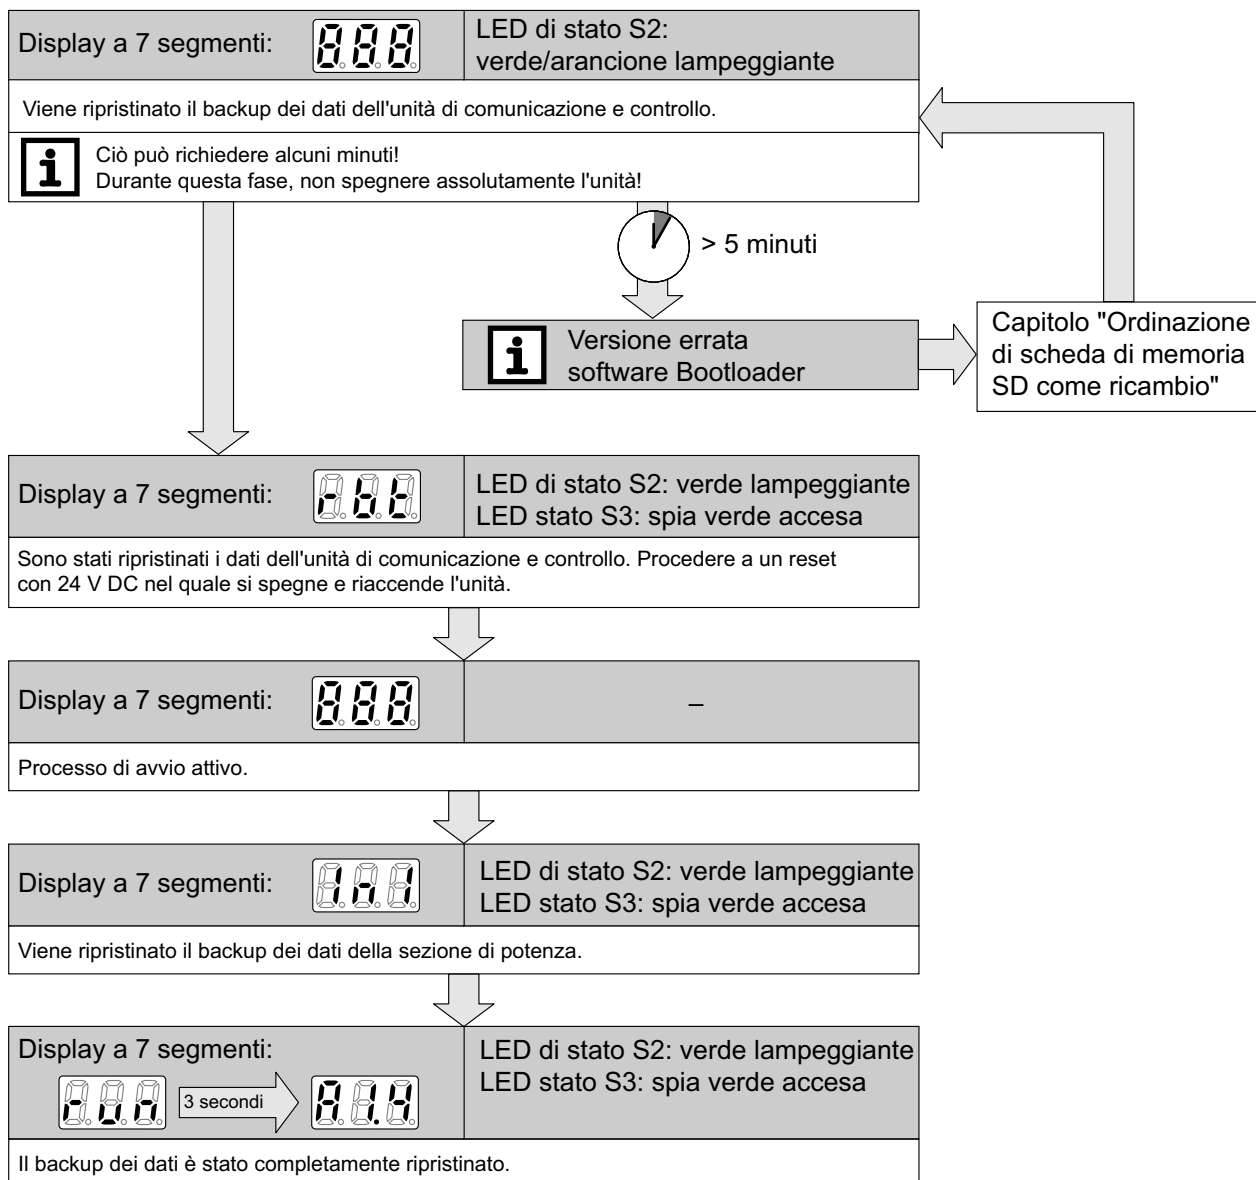 Display a 7 segmenti: 888
LED di stato S2:
verde/arancione lampeggiante
Viene ripristinato il backup dei dati dell'unità di comunicazione e controllo.
i
Ciò può richiedere alcuni minuti!
Durante questa fase, non spegnere assolutamente l'unità!
> 5 minuti
i
Versione errata
software Bootloader
Capitolo "Ordinazione
di scheda di memoria
SD come ricambio"
Display a 7 segmenti: rbt
LED di stato S2: verde lampeggiante
LED stato S3: spia verde accesa
Sono stati ripristinati i dati dell'unità di comunicazione e controllo. Procedere a un reset
con 24 V DC nel quale si spegne e riaccende l'unità.
Display a 7 segmenti: 888
–
Processo di avvio attivo.
Display a 7 segmenti: 1n1
LED di stato S2: verde lampeggiante
LED stato S3: spia verde accesa
Viene ripristinato il backup dei dati della sezione di potenza.
Display a 7 segmenti:
run
3 secondi
A1.4
LED di stato S2: verde lampeggiante
LED stato S3: spia verde accesa
Il backup dei dati è stato completamente ripristinato.